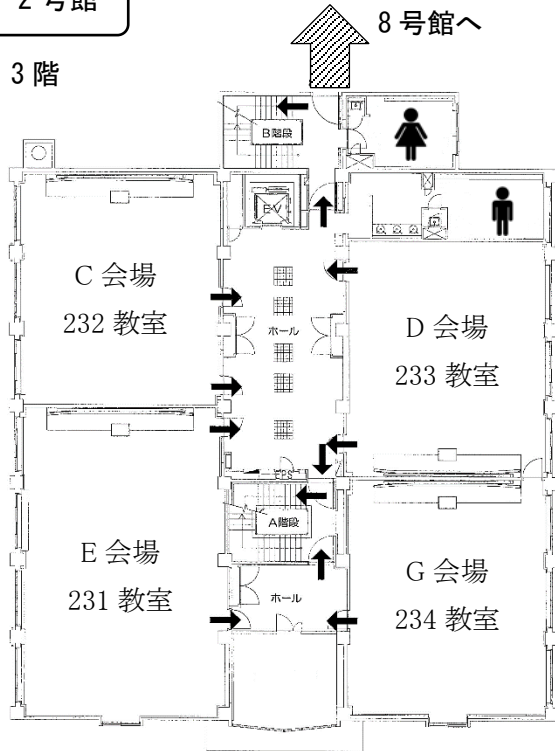 2 号館
8 号館へ
3 階
B階段
E-V
C 会場
232 教室
ホール
D 会場
233 教室
EPS
A階段
E 会場
231 教室
ホール
G 会場
234 教室